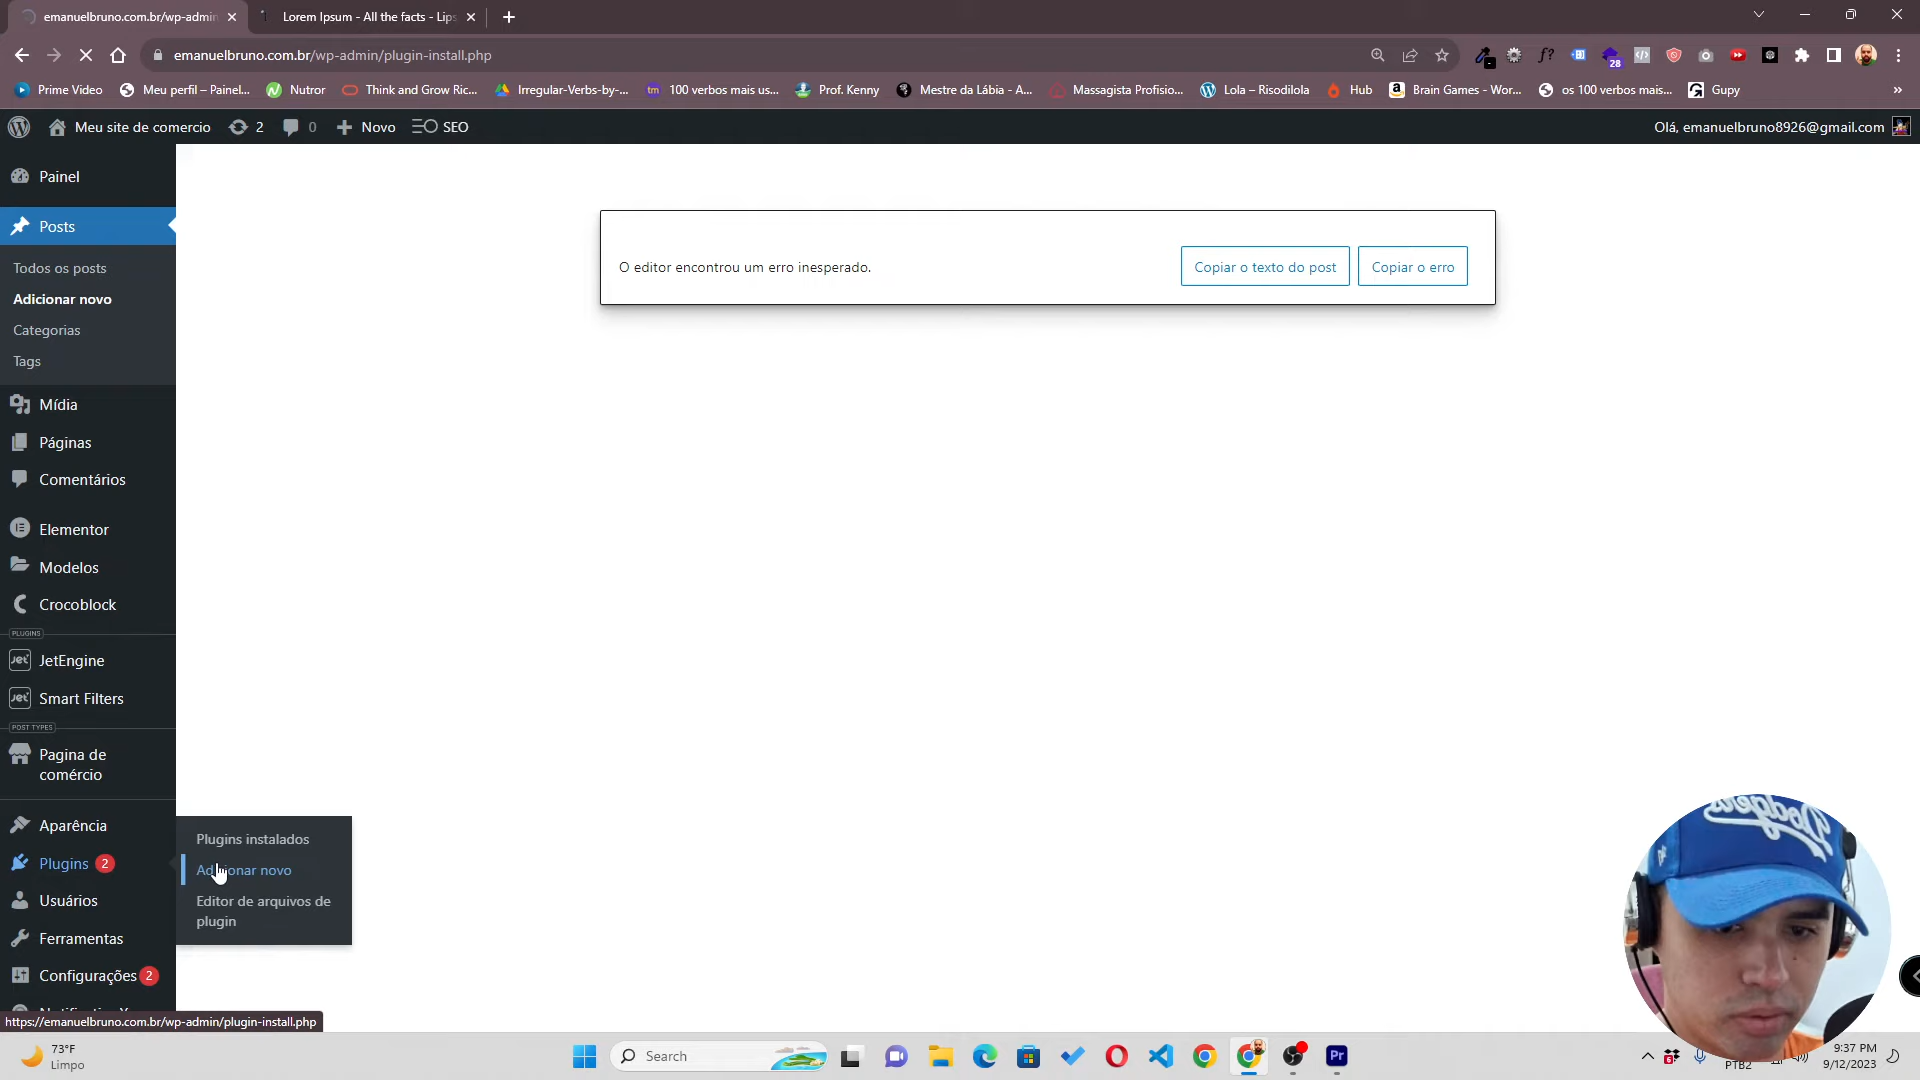 emanuelbruno.com.br/wp-admin
Lorem Ipsum - All the facts - Lips
emanuelbruno.com.br/wp-admin/plugin-install.php
28
Prime Video
Meu perfil – Painel...
Nutror
Think and Grow Ric...
Irregular-Verbs-by-...
tm
100 verbos mais us...
Prof. Kenny
Mestre da Lábia - A...
Massagista Profisio...
Lola – Risodilola
Hub
Brain Games - Wor...
os 100 verbos mais...
Gupy
»
Meu site de comercio
2
0
Novo
SEO
Olá, emanuelbruno8926@gmail.com
Painel
Posts
Todos os posts
Adicionar novo
Categorias
Tags
Mídia
Páginas
Comentários
Elementor
Modelos
Crocoblock
PLUGINS
JetEngine
Smart Filters
POST TYPES
Pagina de
comércio
Aparência
Plugins 2
Usuários
Ferramentas
Configurações 2
O editor encontrou um erro inesperado.
Copiar o texto do post
Copiar o erro
Plugins instalados
Adicionar novo
Editor de arquivos de
plugin
https://emanuelbruno.com.br/wp-admin/plugin-install.php
Dodgers
73°F
Limpo
Search
Pr
PTB2
9:37 PM
9/12/2023